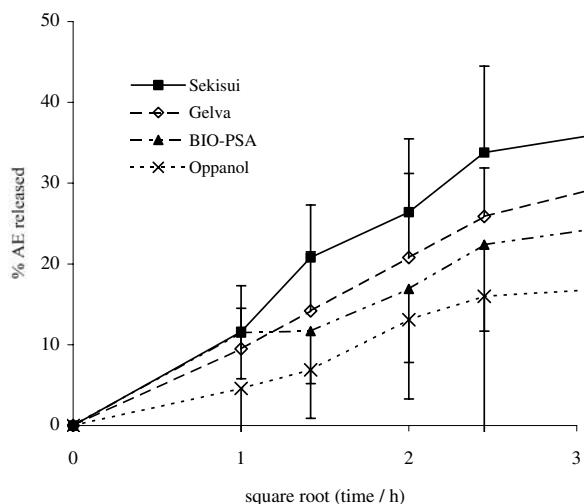 50
40
30
20
10
0
% AE released
Sekisui
Gelva
BIO-PSA
Oppanol
0 1 2 3
square root (time / h)